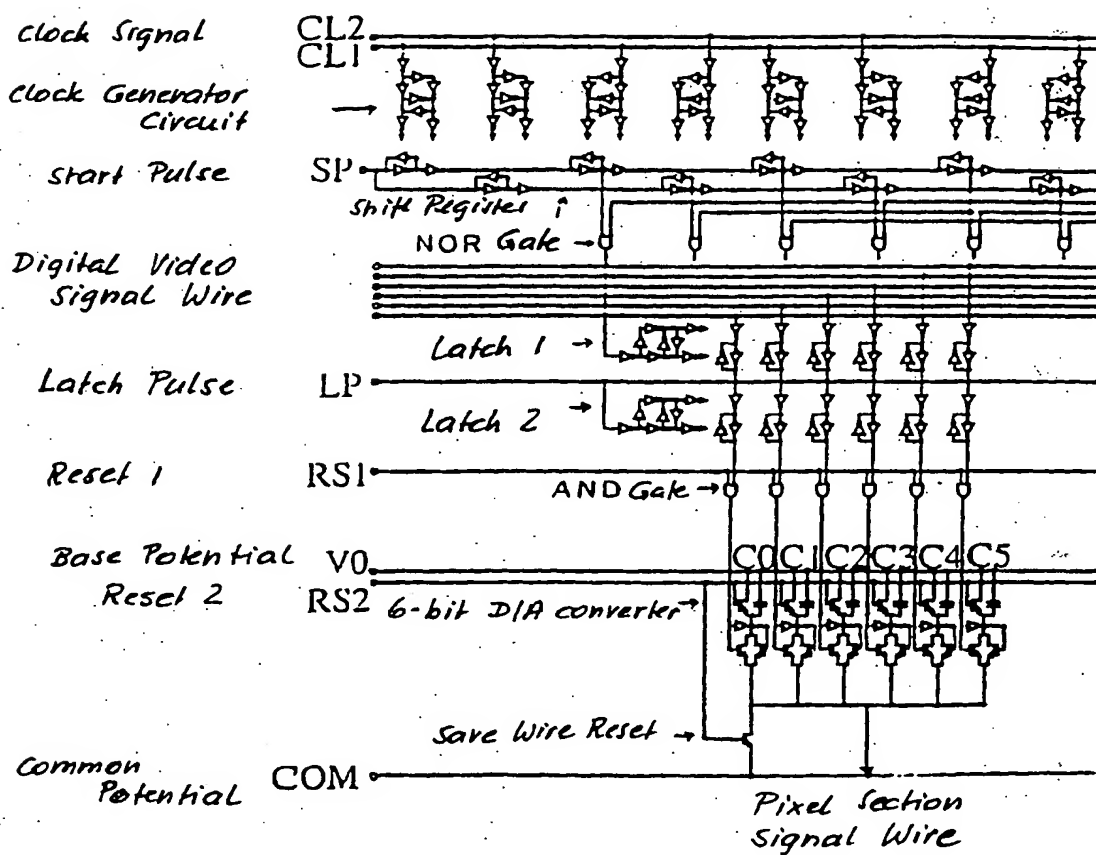 Clock Signal CL2
CL1
Clock Generator
Circuit
Start Pulse SP
Shift Register
NOR Gate
Digital Video
Signal Wire
Latch 1
Latch Pulse LP
Latch 2
Reset 1 RS1
AND Gate
Base Potential V0 C0 C1 C2 C3 C4 C5
Reset 2 RS2
6-bit D/A converter
Save Wire Reset
Common
Potential COM
Pixel Section
Signal Wire